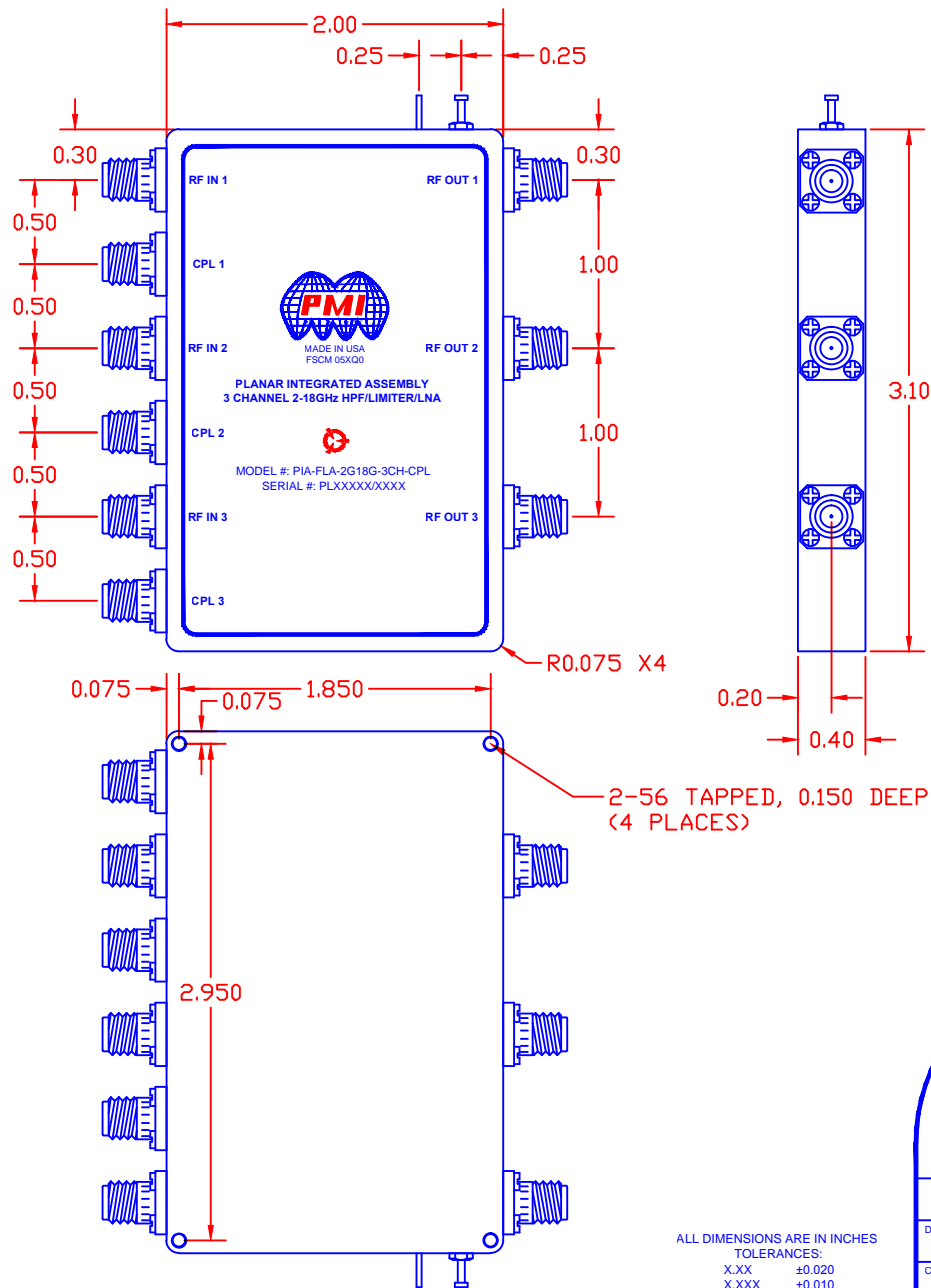 2.00
0.25
0.25
0.30
0.30
RF IN 1
RF OUT 1
0.50
CPL 1
1.00
0.50
PMI
MADE IN USA
FSCM 05XQ0
RF IN 2
RF OUT 2
PLANAR INTEGRATED ASSEMBLY
3 CHANNEL 2-18GHz HPF/LIMITER/LNA
0.50
3.10
CPL 2
1.00
MODEL #: PIA-FLA-2G18G-3CH-CPL
SERIAL #: PLXXXXX/XXXX
0.50
RF IN 3
RF OUT 3
0.50
CPL 3
R0.075 X4
0.075
1.850
0.075
0.20
0.40
2-56 TAPPED, 0.150 DEEP
(4 PLACES)
2.950
ALL DIMENSIONS ARE IN INCHES
TOLERANCES:
X.XX ±0.020
X.XXX ±0.010